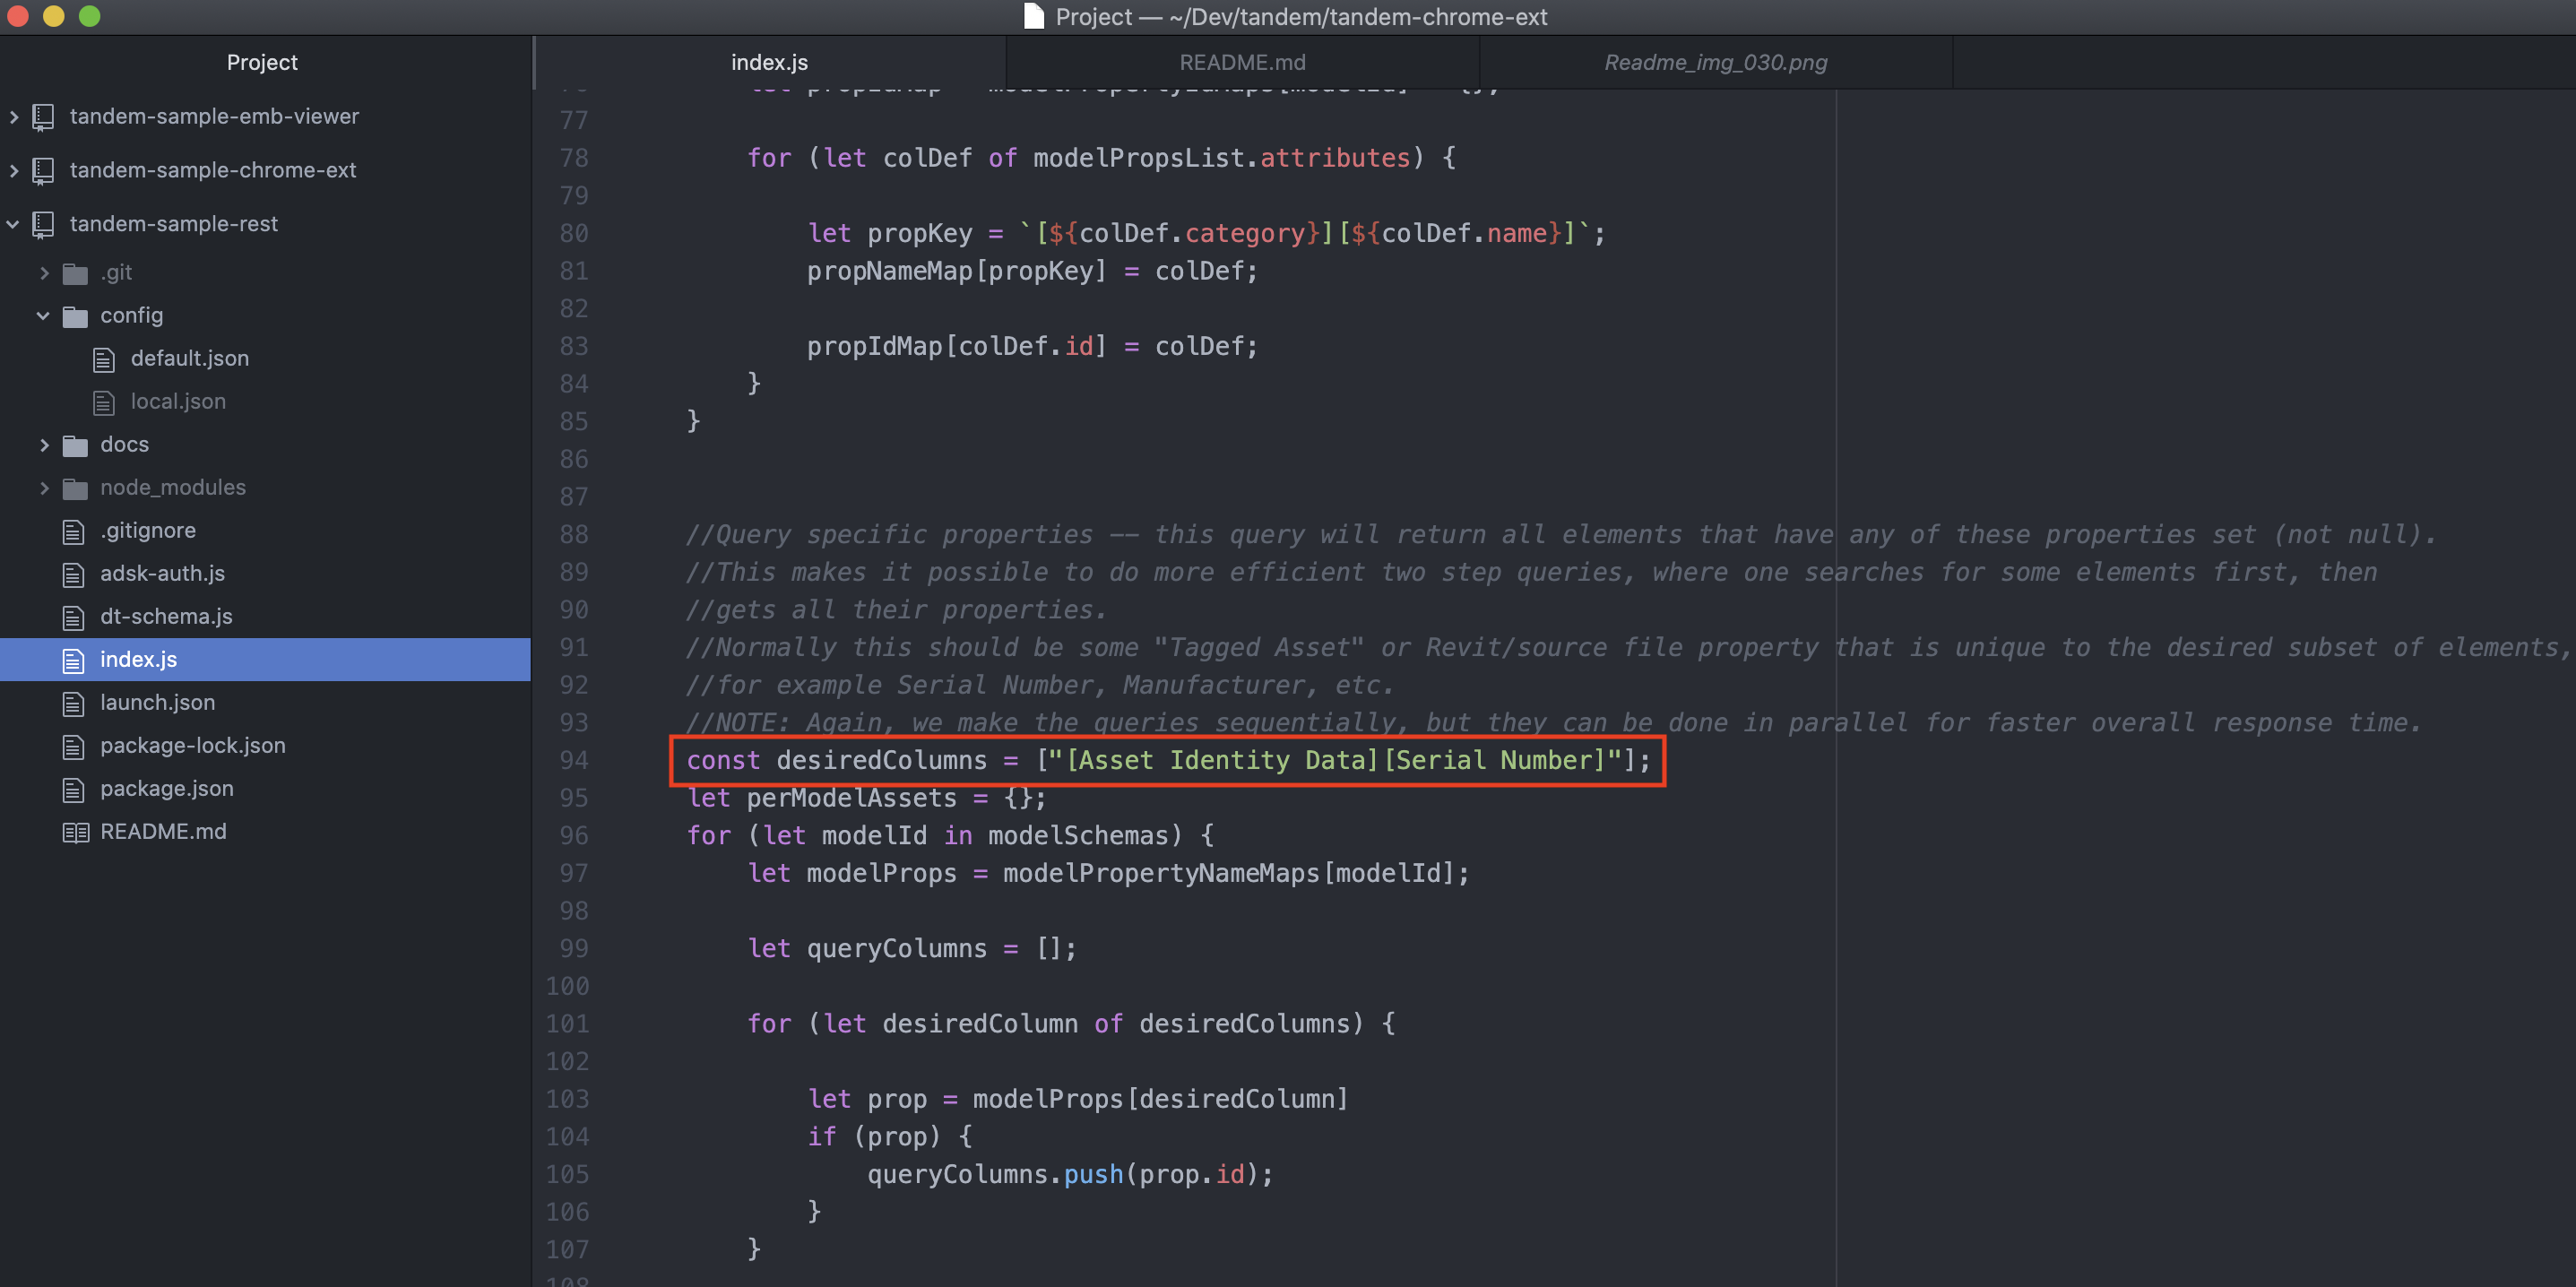 Project — ~/Dev/tandem/tandem-chrome-ext
Project
tandem-sample-emb-viewer
tandem-sample-chrome-ext
tandem-sample-rest
.git
config
default.json
local.json
docs
node_modules
.gitignore
adsk-auth.js
dt-schema.js
index.js
launch.json
package-lock.json
package.json
README.md
index.js
README.md
Readme_img_030.png
77
78 for (let colDef of modelPropsList.attributes) {
79
80 let propKey = `[${colDef.category}][${colDef.name}]`;
81 propNameMap[propKey] = colDef;
82
83 propIdMap[colDef.id] = colDef;
84 }
85 }
86
87
88 //Query specific properties -- this query will return all elements that have any of these properties set (not null).
89 //This makes it possible to do more efficient two step queries, where one searches for some elements first, then
90 //gets all their properties.
91 //Normally this should be some "Tagged Asset" or Revit/source file property that is unique to the desired subset of elements,
92 //for example Serial Number, Manufacturer, etc.
93 //NOTE: Again, we make the queries sequentially, but they can be done in parallel for faster overall response time.
94 const desiredColumns = ["[Asset Identity Data][Serial Number]"];
95 let perModelAssets = {};
96 for (let modelId in modelSchemas) {
97 let modelProps = modelPropertyNameMaps[modelId];
98
99 let queryColumns = [];
100
101 for (let desiredColumn of desiredColumns) {
102
103 let prop = modelProps[desiredColumn]
104 if (prop) {
105 queryColumns.push(prop.id);
106 }
107 }